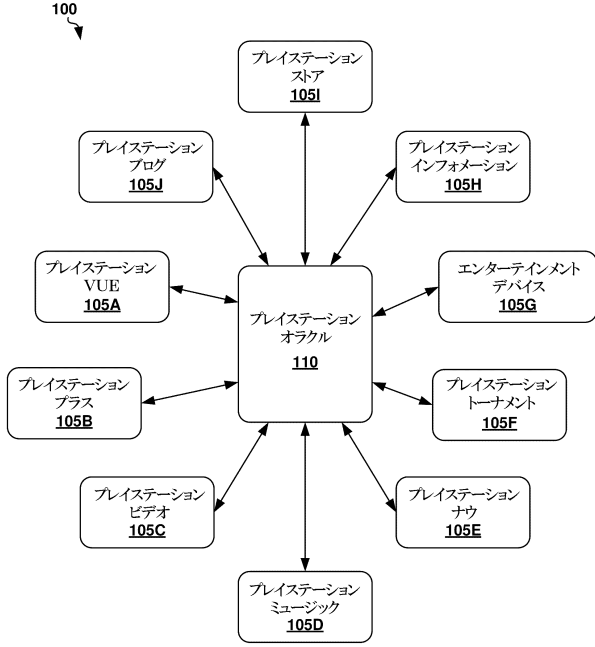 100
プレイステーション
ストア
105I
プレイステーション
ブログ
105J
プレイステーション
インフォメーション
105H
プレイステーション
VUE
105A
エンターテインメント
デバイス
105G
プレイステーション
オラクル
110
プレイステーション
プラス
105B
プレイステーション
トーナメント
105F
プレイステーション
ビデオ
105C
プレイステーション
ナウ
105E
プレイステーション
ミュージック
105D